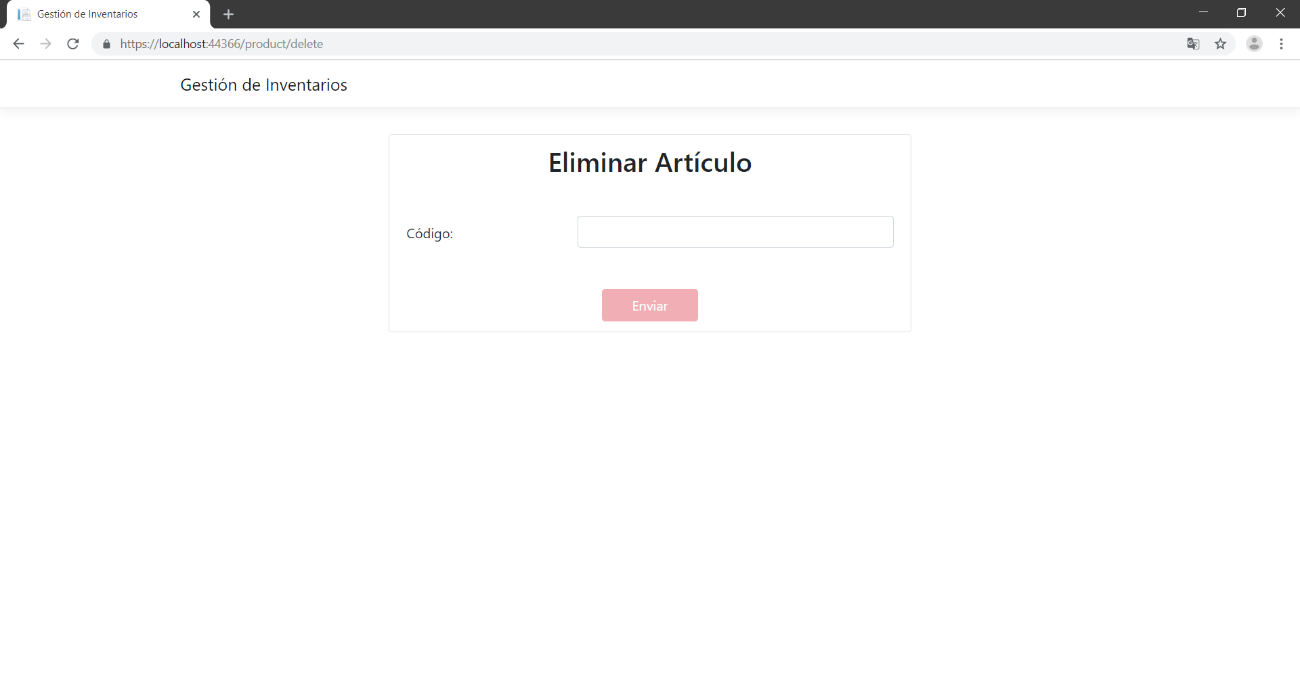 Gestión de Inventarios
https://localhost:44366/product/delete
Gestión de Inventarios
Eliminar Artículo
Código:
Enviar